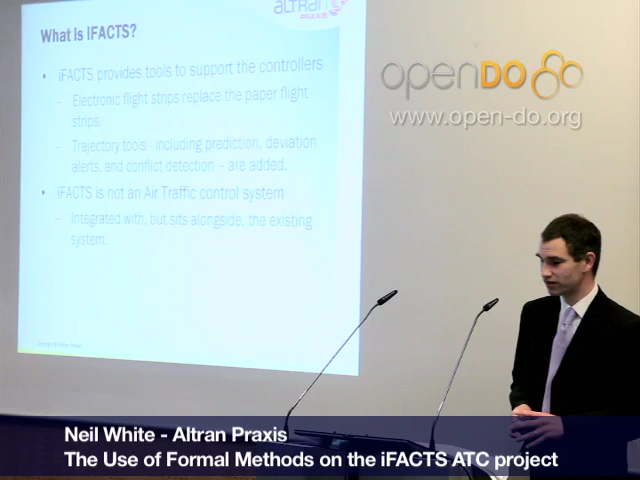 altran
PRAXIS
What is iFACTS?
• iFACTS provides tools to support the controllers
– Electronic flight strips replace the paper flight
strips.
– Trajectory tools - including prediction, deviation
alerts, and conflict detection – are added.
• iFACTS is not an Air Traffic control system
– Integrated with, but sits alongside, the existing
system.
openDO
www.open-do.org
Neil White - Altran Praxis
The Use of Formal Methods on the iFACTS ATC project